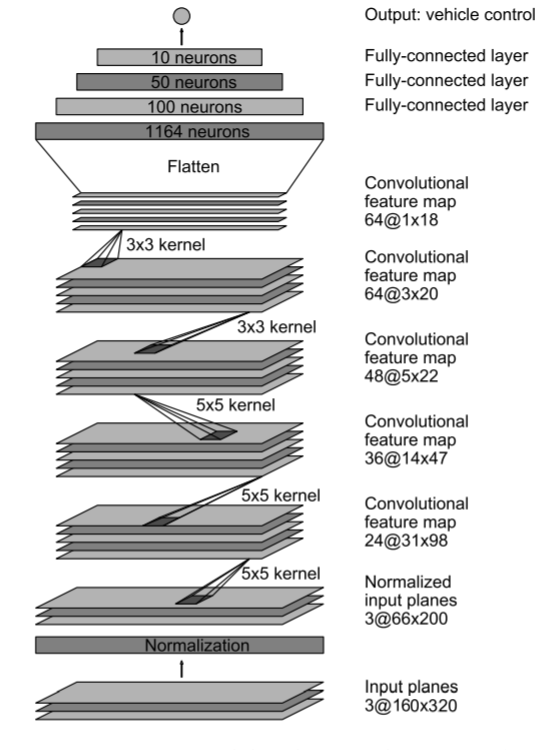 Output: vehicle control
10 neurons
Fully-connected layer
50 neurons
Fully-connected layer
100 neurons
Fully-connected layer
1164 neurons
Flatten
Convolutional
feature map
64@1x18
3x3 kernel
Convolutional
feature map
64@3x20
3x3 kernel
Convolutional
feature map
48@5x22
5x5 kernel
Convolutional
feature map
36@14x47
5x5 kernel
Convolutional
feature map
24@31x98
5x5 kernel
Normalized
input planes
3@66x200
Normalization
Input planes
3@160x320